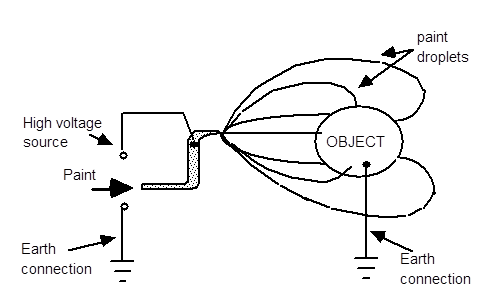 paint
droplets
High voltage
source
OBJECT
Paint
Earth
connection
Earth
connection